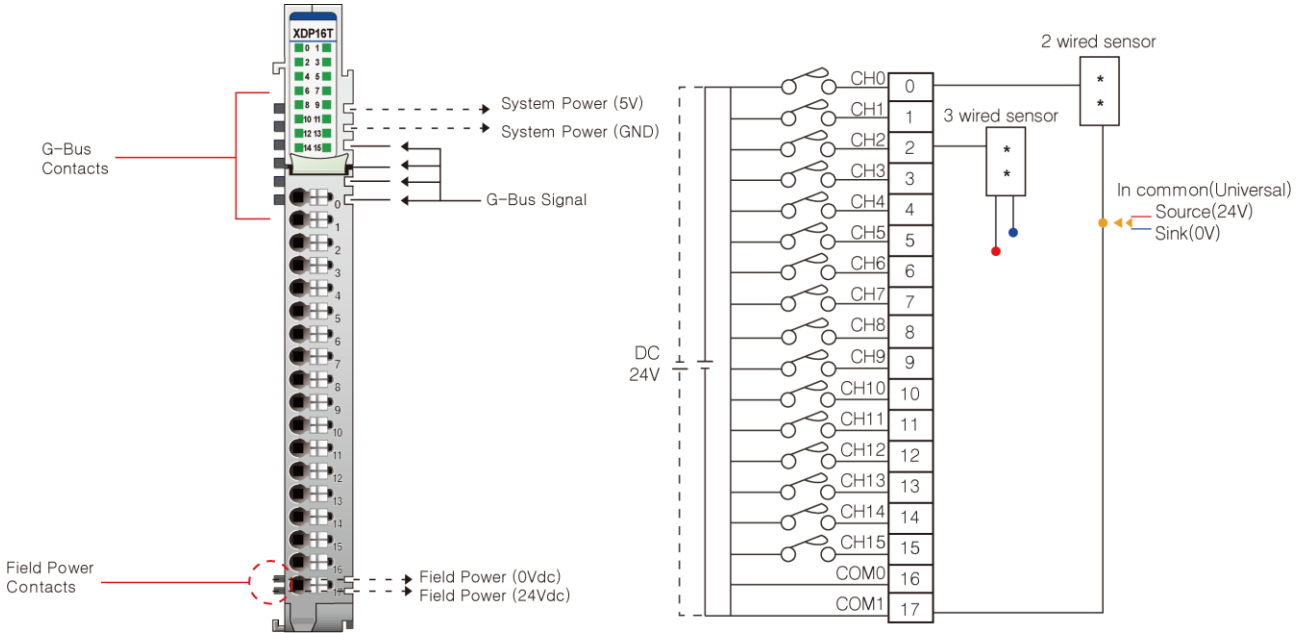 XDP16T
0 1
2 3
4 5
6 7
8 9
10 11
12 13
14 15
G-Bus
Contacts
System Power (5V)
System Power (GND)
G-Bus Signal
0
1
2
3
4
5
6
7
8
9
10
11
12
13
14
15
16
17
Field Power
Contacts
Field Power (0Vdc)
Field Power (24Vdc)
2 wired sensor
*
*
3 wired sensor
*
*
In common(Universal)
Source(24V)
Sink(0V)
DC
24V
CH0 0
CH1 1
CH2 2
CH3 3
CH4 4
CH5 5
CH6 6
CH7 7
CH8 8
CH9 9
CH10 10
CH11 11
CH12 12
CH13 13
CH14 14
CH15 15
COM0 16
COM1 17